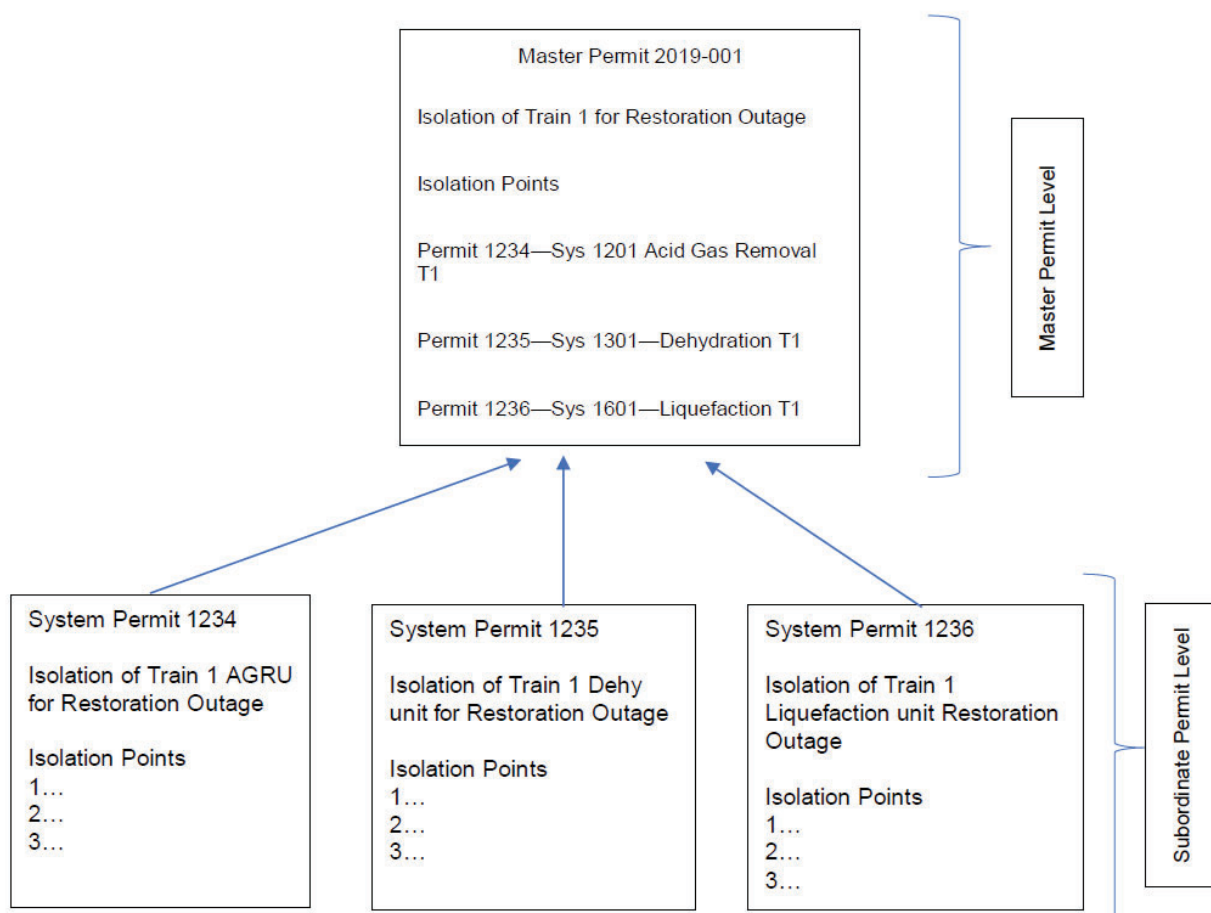 Master Permit 2019-001
Isolation of Train 1 for Restoration Outage
Isolation Points
Permit 1234—Sys 1201 Acid Gas Removal
T1
Permit 1235—Sys 1301—Dehydration T1
Permit 1236—Sys 1601—Liquefaction T1
Master Permit Level
System Permit 1234
Isolation of Train 1 AGRU
for Restoration Outage
Isolation Points
1…
2…
3…
System Permit 1235
Isolation of Train 1 Dehy
unit for Restoration Outage
Isolation Points
1…
2…
3…
System Permit 1236
Isolation of Train 1
Liquefaction unit Restoration
Outage
Isolation Points
1…
2…
3…
Subordinate Permit Level